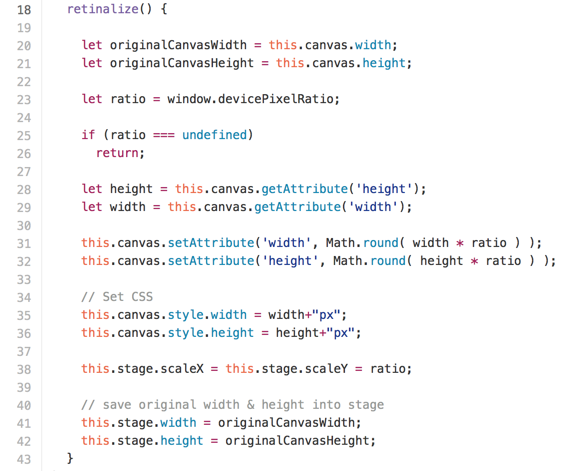 18 retinalize() {
19
20 let originalCanvasWidth = this.canvas.width;
21 let originalCanvasHeight = this.canvas.height;
22
23 let ratio = window.devicePixelRatio;
24
25 if (ratio === undefined)
26 return;
27
28 let height = this.canvas.getAttribute('height');
29 let width = this.canvas.getAttribute('width');
30
31 this.canvas.setAttribute('width', Math.round( width * ratio ) );
32 this.canvas.setAttribute('height', Math.round( height * ratio ) );
33
34 // Set CSS
35 this.canvas.style.width = width+"px";
36 this.canvas.style.height = height+"px";
37
38 this.stage.scaleX = this.stage.scaleY = ratio;
39
40 // save original width & height into stage
41 this.stage.width = originalCanvasWidth;
42 this.stage.height = originalCanvasHeight;
43 }